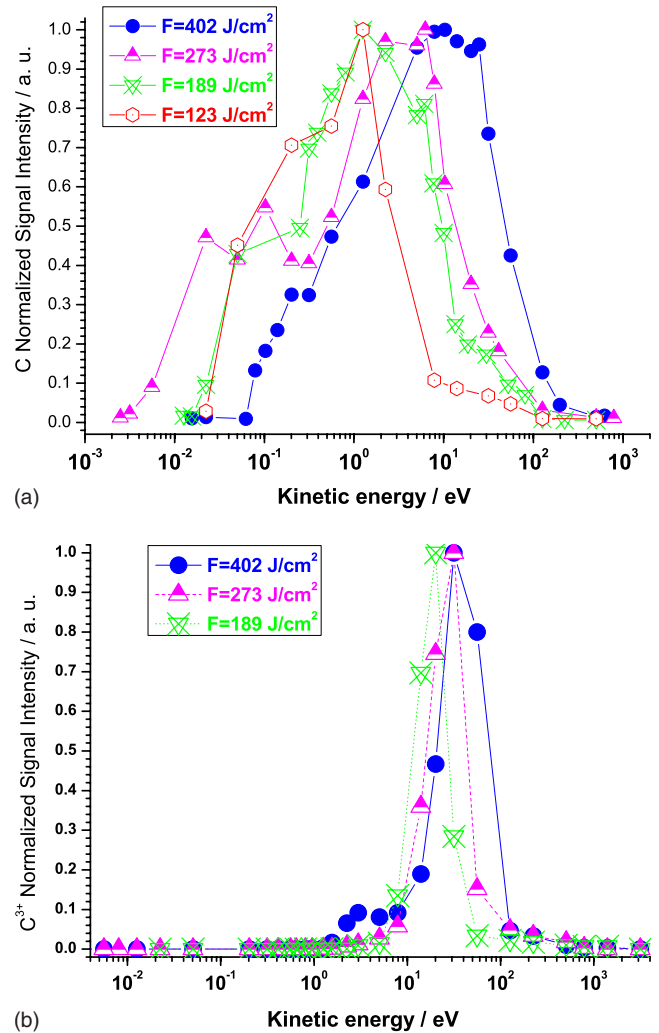 F=402 J/cm²
F=273 J/cm²
F=189 J/cm²
F=123 J/cm²
C Normalized Signal Intensity / a. u.
1.0
0.9
0.8
0.7
0.6
0.5
0.4
0.3
0.2
0.1
0.0
10⁻³ 10⁻² 10⁻¹ 10⁰ 10¹ 10² 10³
Kinetic energy / eV
(a)
F=402 J/cm²
F=273 J/cm²
F=189 J/cm²
C³⁺ Normalized Signal Intensity / a. u.
1.0
0.9
0.8
0.7
0.6
0.5
0.4
0.3
0.2
0.1
0.0
10⁻² 10⁻¹ 10⁰ 10¹ 10² 10³
Kinetic energy / eV
(b)